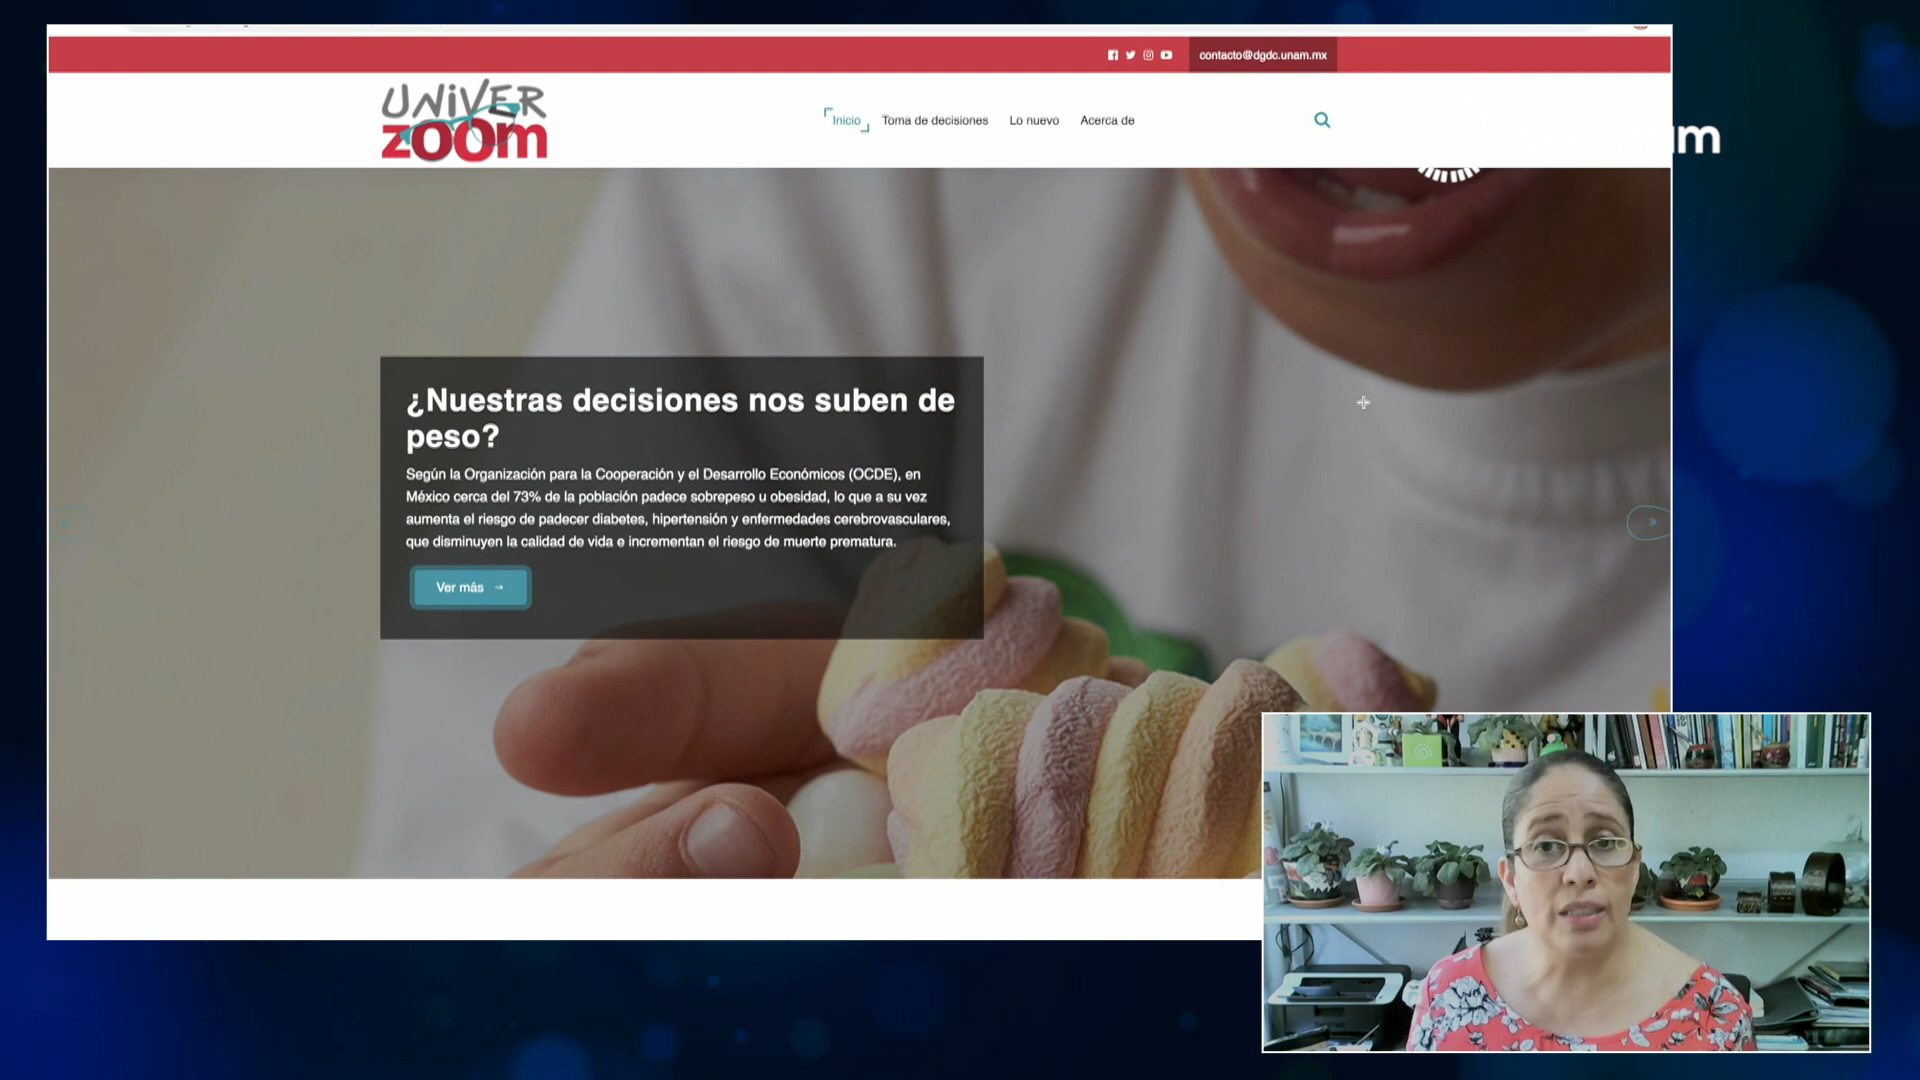 contacto@dgdc.unam.mx
UNiVER
zoom
Inicio
Toma de decisiones
Lo nuevo
Acerca de
¿Nuestras decisiones nos suben de
peso?
Según la Organización para la Cooperación y el Desarrollo Económicos (OCDE), en
México cerca del 73% de la población padece sobrepeso u obesidad, lo que a su vez
aumenta el riesgo de padecer diabetes, hipertensión y enfermedades cerebrovasculares,
que disminuyen la calidad de vida e incrementan el riesgo de muerte prematura.
Ver más →